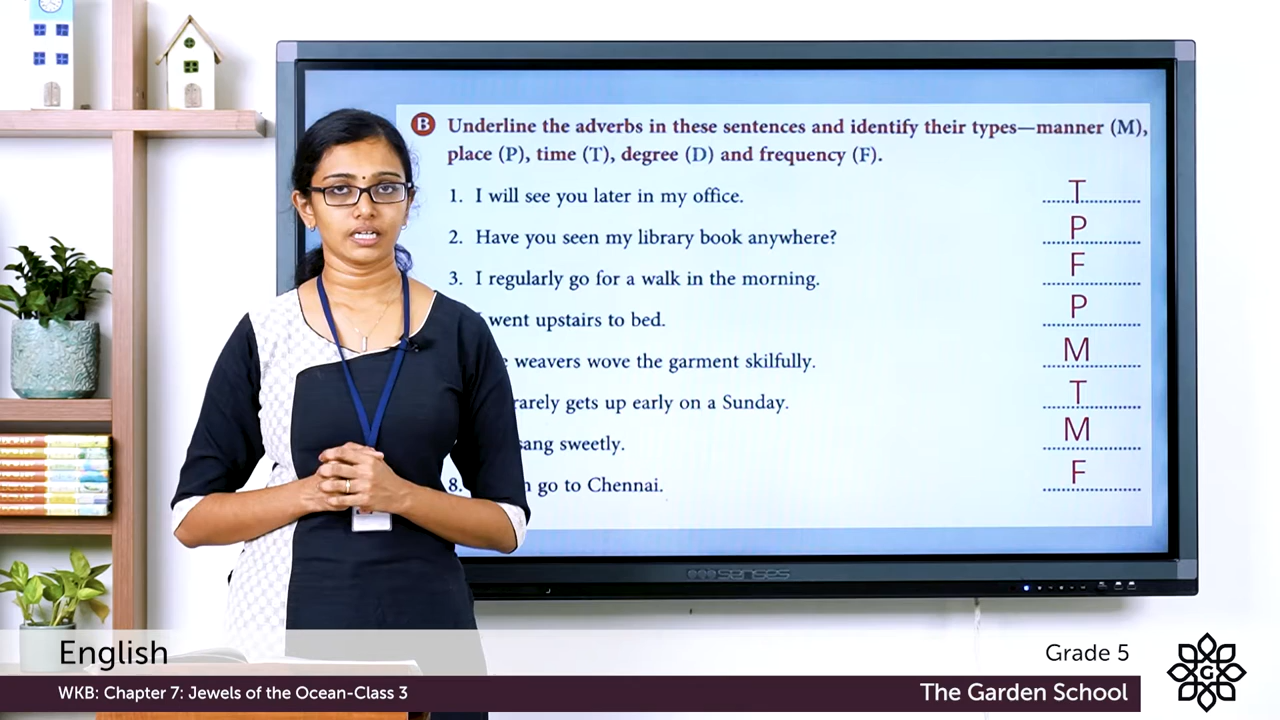 B Underline the adverbs in these sentences and identify their types—manner (M),
place (P), time (T), degree (D) and frequency (F).
1. I will see you later in my office. T
2. Have you seen my library book anywhere? P
3. I regularly go for a walk in the morning. F
went upstairs to bed. P
weavers wove the garment skilfully. M
rarely gets up early on a Sunday. T
sang sweetly. M
8. go to Chennai. F
senses
English
Grade 5
WKB: Chapter 7: Jewels of the Ocean-Class 3
The Garden School
G